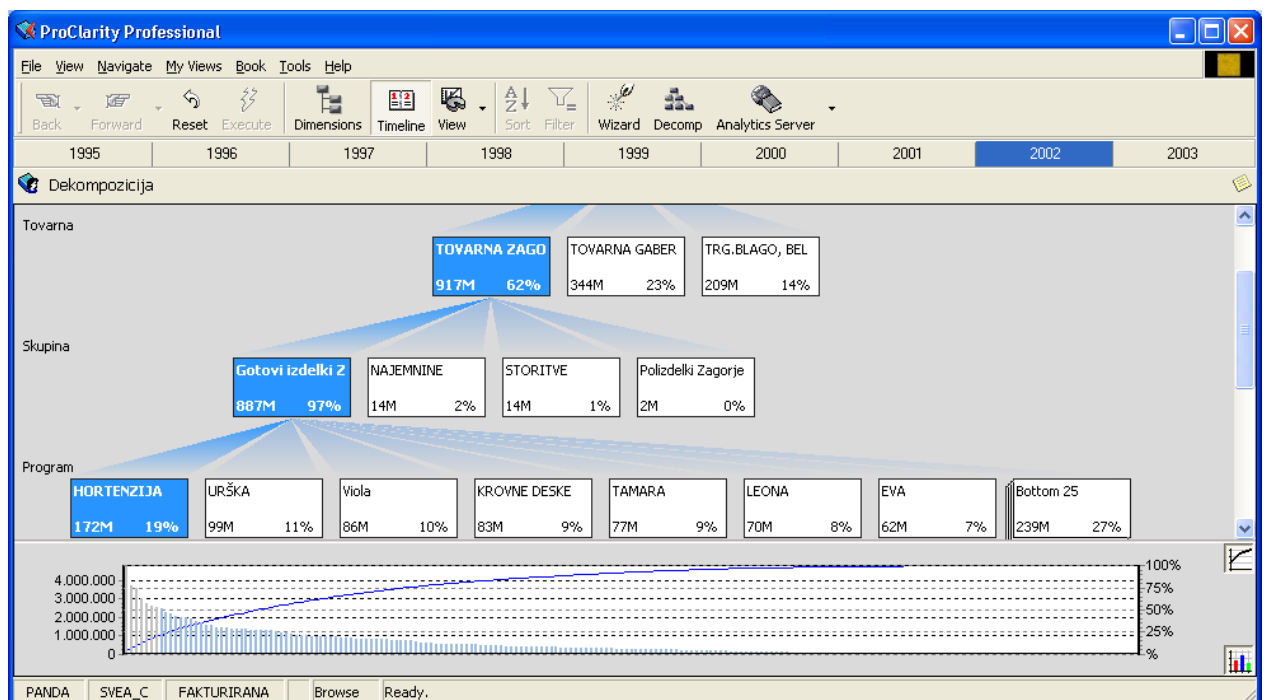 ProClarity Professional
File View Navigate My Views Book Tools Help
Back Forward Reset Execute Dimensions Timeline View Sort Filter Wizard Decomp Analytics Server
1995 1996 1997 1998 1999 2000 2001 2002 2003
Dekompozicija
Tovarna
TOVARNA ZAGO TOVARNA GABER TRG.BLAGO, BEL
917M 62% 344M 23% 209M 14%
Skupina
Gotovi izdelki Z NAJEMNINE STORITVE Polizdelki Zagorje
887M 97% 14M 2% 14M 1% 2M 0%
Program
HORTENZIJA URŠKA Viola KROVNE DESKE TAMARA LEONA EVA Bottom 25
172M 19% 99M 11% 86M 10% 83M 9% 77M 9% 70M 8% 62M 7% 239M 27%
4.000.000 100%
3.000.000 75%
2.000.000 50%
1.000.000 25%
0 %
PANDA SVEA_C FAKTURIRANA Browse Ready.